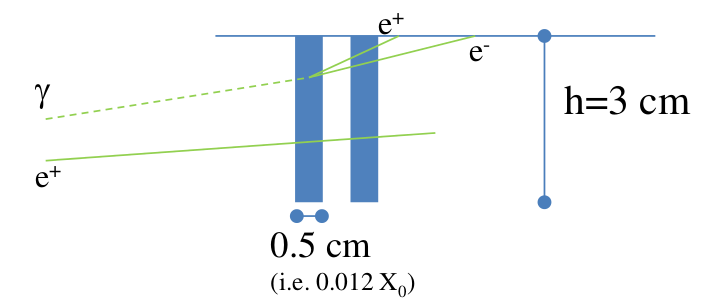 e⁺
e⁻
γ
h=3 cm
e⁺
0.5 cm
(i.e. 0.012 X₀)